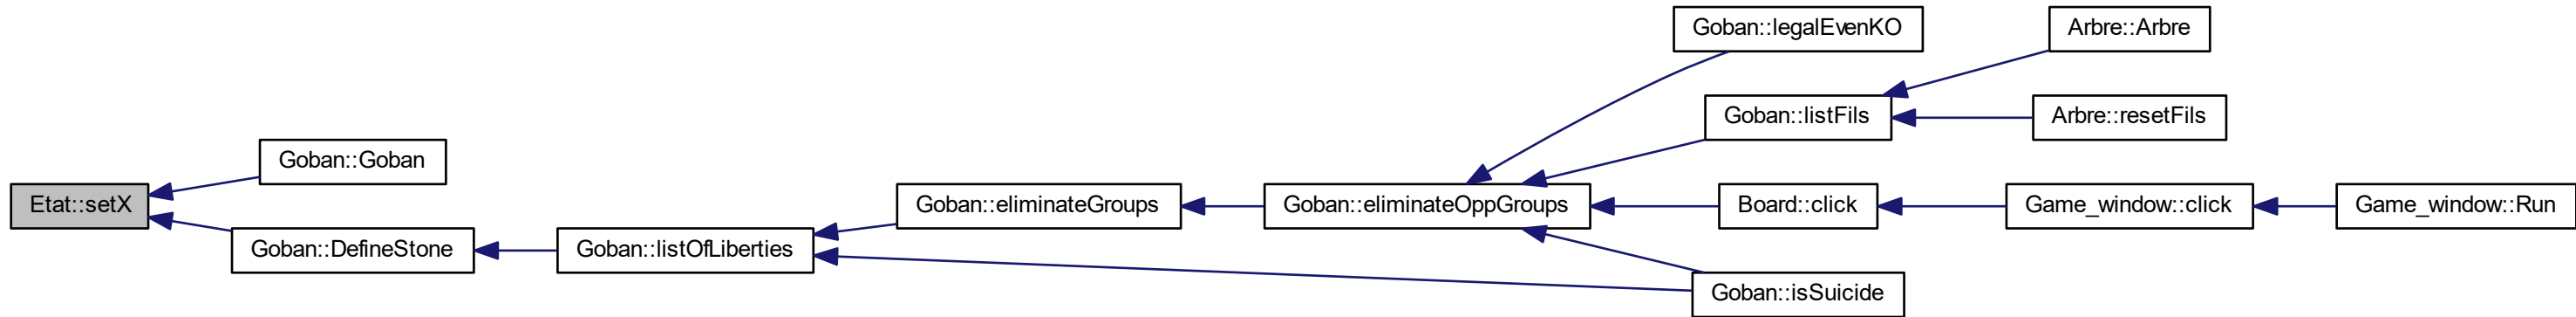 Etat::setX
Goban::Goban
Goban::DefineStone
Goban::listOfLiberties
Goban::eliminateGroups
Goban::eliminateOppGroups
Goban::legalEvenKO
Goban::listFils
Arbre::Arbre
Arbre::resetFils
Board::click
Game_window::click
Game_window::Run
Goban::isSuicide